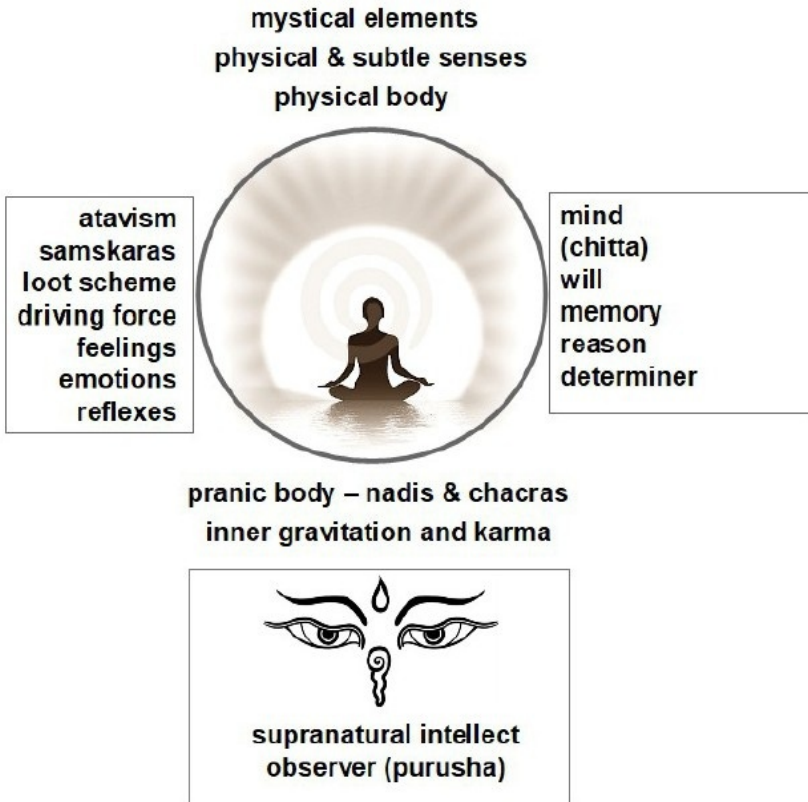 mystical elements
physical & subtle senses
physical body
atavism
samskaras
loot scheme
driving force
feelings
emotions
reflexes
mind
(chitta)
will
memory
reason
determiner
pranic body – nadis & chacras
inner gravitation and karma
supranatural intellect
observer (purusha)